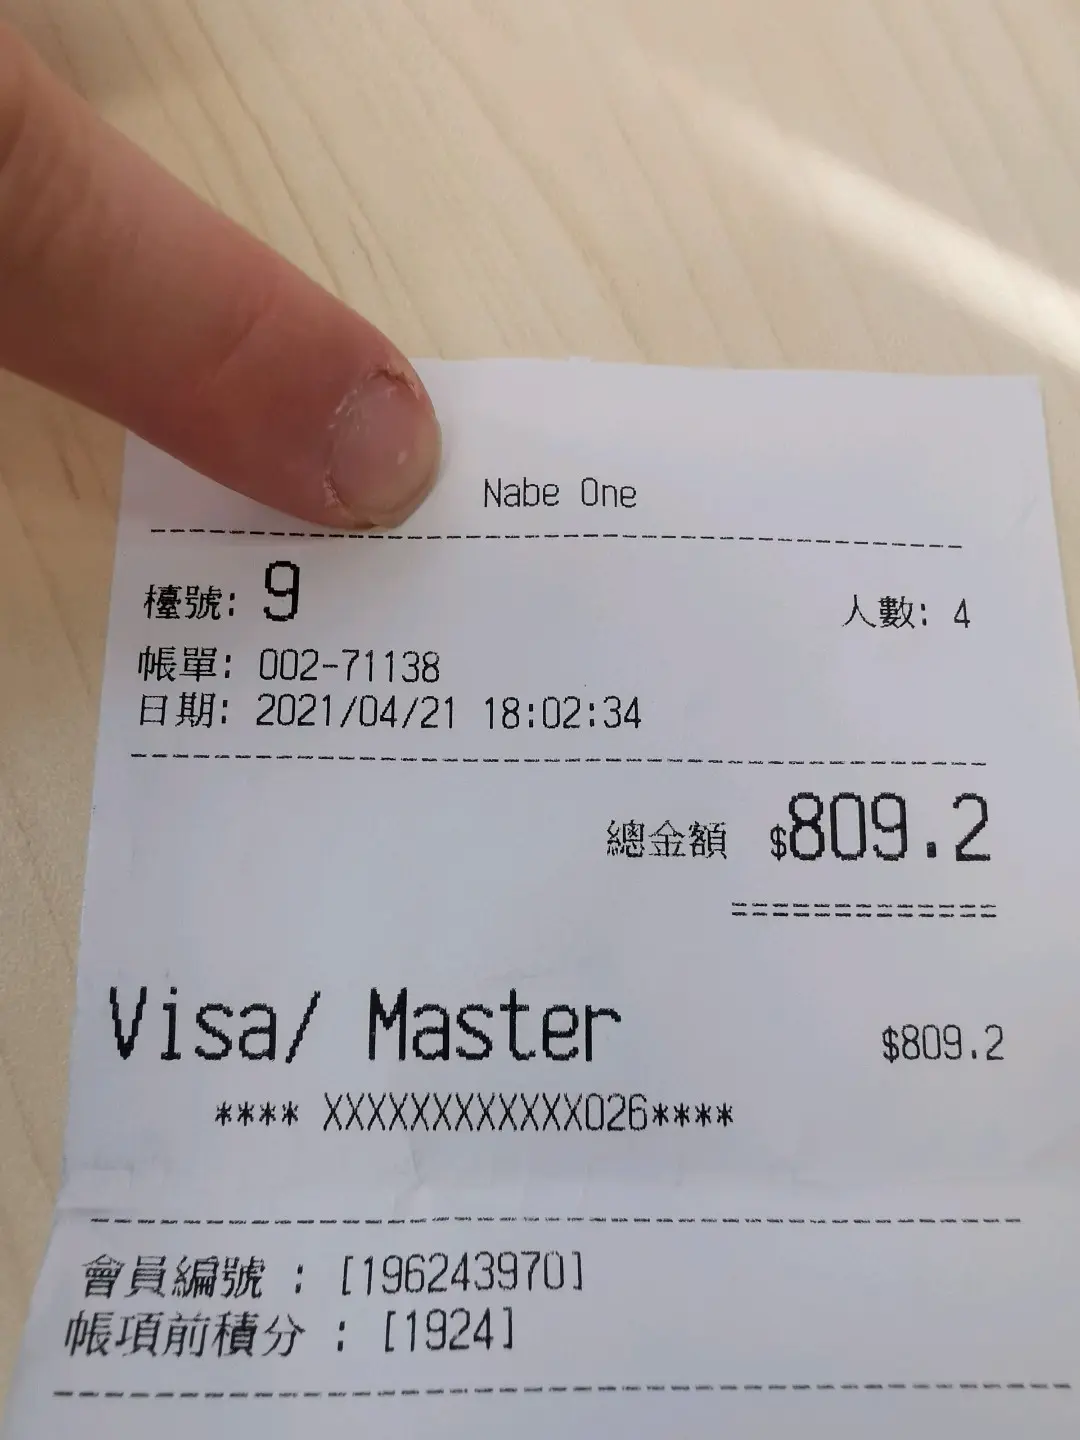 Nabe One
檯號: 9 人數: 4
帳單: 002-71138
日期: 2021/04/21 18:02:34
總金額 $809.2
Visa/ Master $809.2
**** XXXXXXXXXXXX026****
會員編號 : [196243970]
帳項前積分 : [1924]